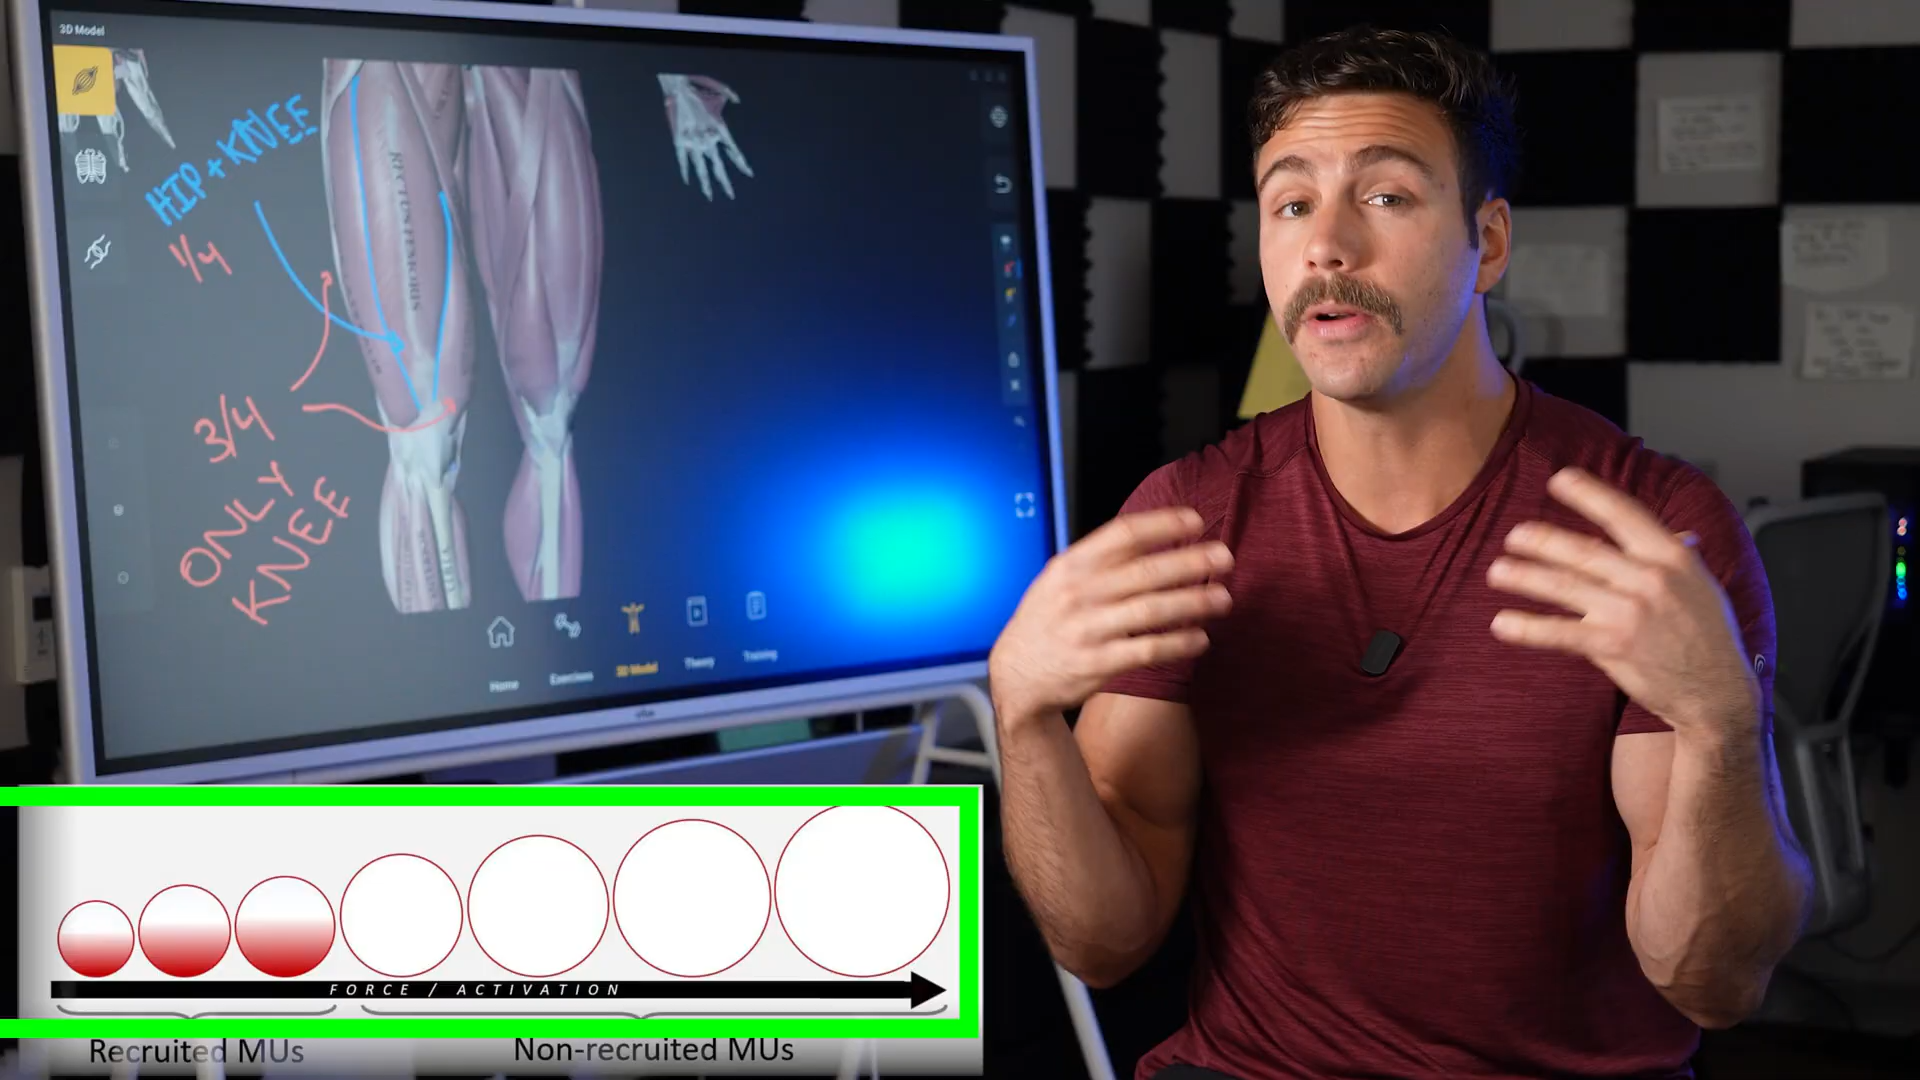 3D Model
HIP + KNEE
1/4
RECTUS FEMORIS
3/4
ONLY
KNEE
Home
Exercises
3D Model
Theory
Training
FORCE / ACTIVATION
Recruited MUs
Non-recruited MUs